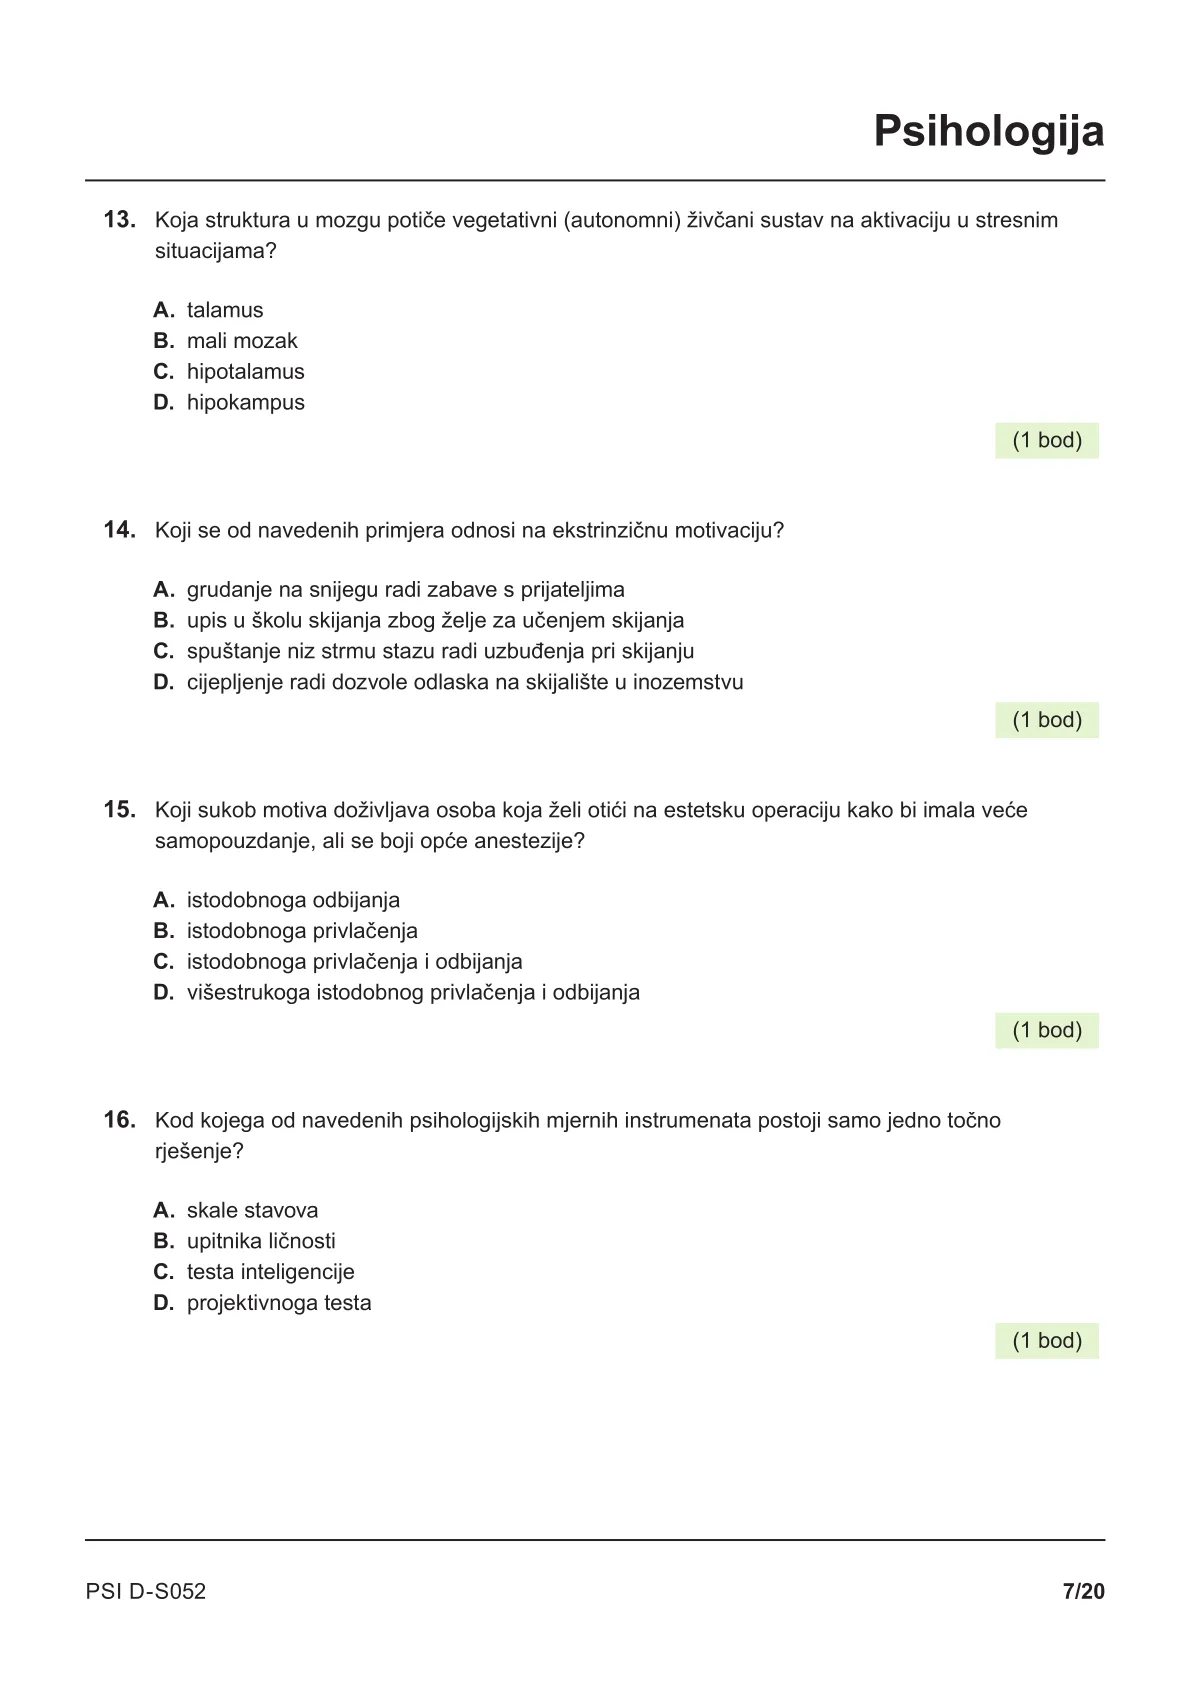 Psihologija
13. Koja struktura u mozgu potiče vegetativni (autonomni) živčani sustav na aktivaciju u stresnim
situacijama?
A. talamus
B. mali mozak
C. hipotalamus
D. hipokampus
(1 bod)
14. Koji se od navedenih primjera odnosi na ekstrinzičnu motivaciju?
A. grudanje na snijegu radi zabave s prijateljima
B. upis u školu skijanja zbog želje za učenjem skijanja
C. spuštanje niz strmu stazu radi uzbuđenja pri skijanju
D. cijepljenje radi dozvole odlaska na skijalište u inozemstvu
(1 bod)
15. Koji sukob motiva doživljava osoba koja želi otići na estetsku operaciju kako bi imala veće
samopouzdanje, ali se boji opće anestezije?
A. istodobnoga odbijanja
B. istodobnoga privlačenja
C. istodobnoga privlačenja i odbijanja
D. višestrukoga istodobnog privlačenja i odbijanja
(1 bod)
16. Kod kojega od navedenih psihologijskih mjernih instrumenata postoji samo jedno točno
rješenje?
A. skale stavova
B. upitnika ličnosti
C. testa inteligencije
D. projektivnoga testa
(1 bod)
PSI D-S052
7/20